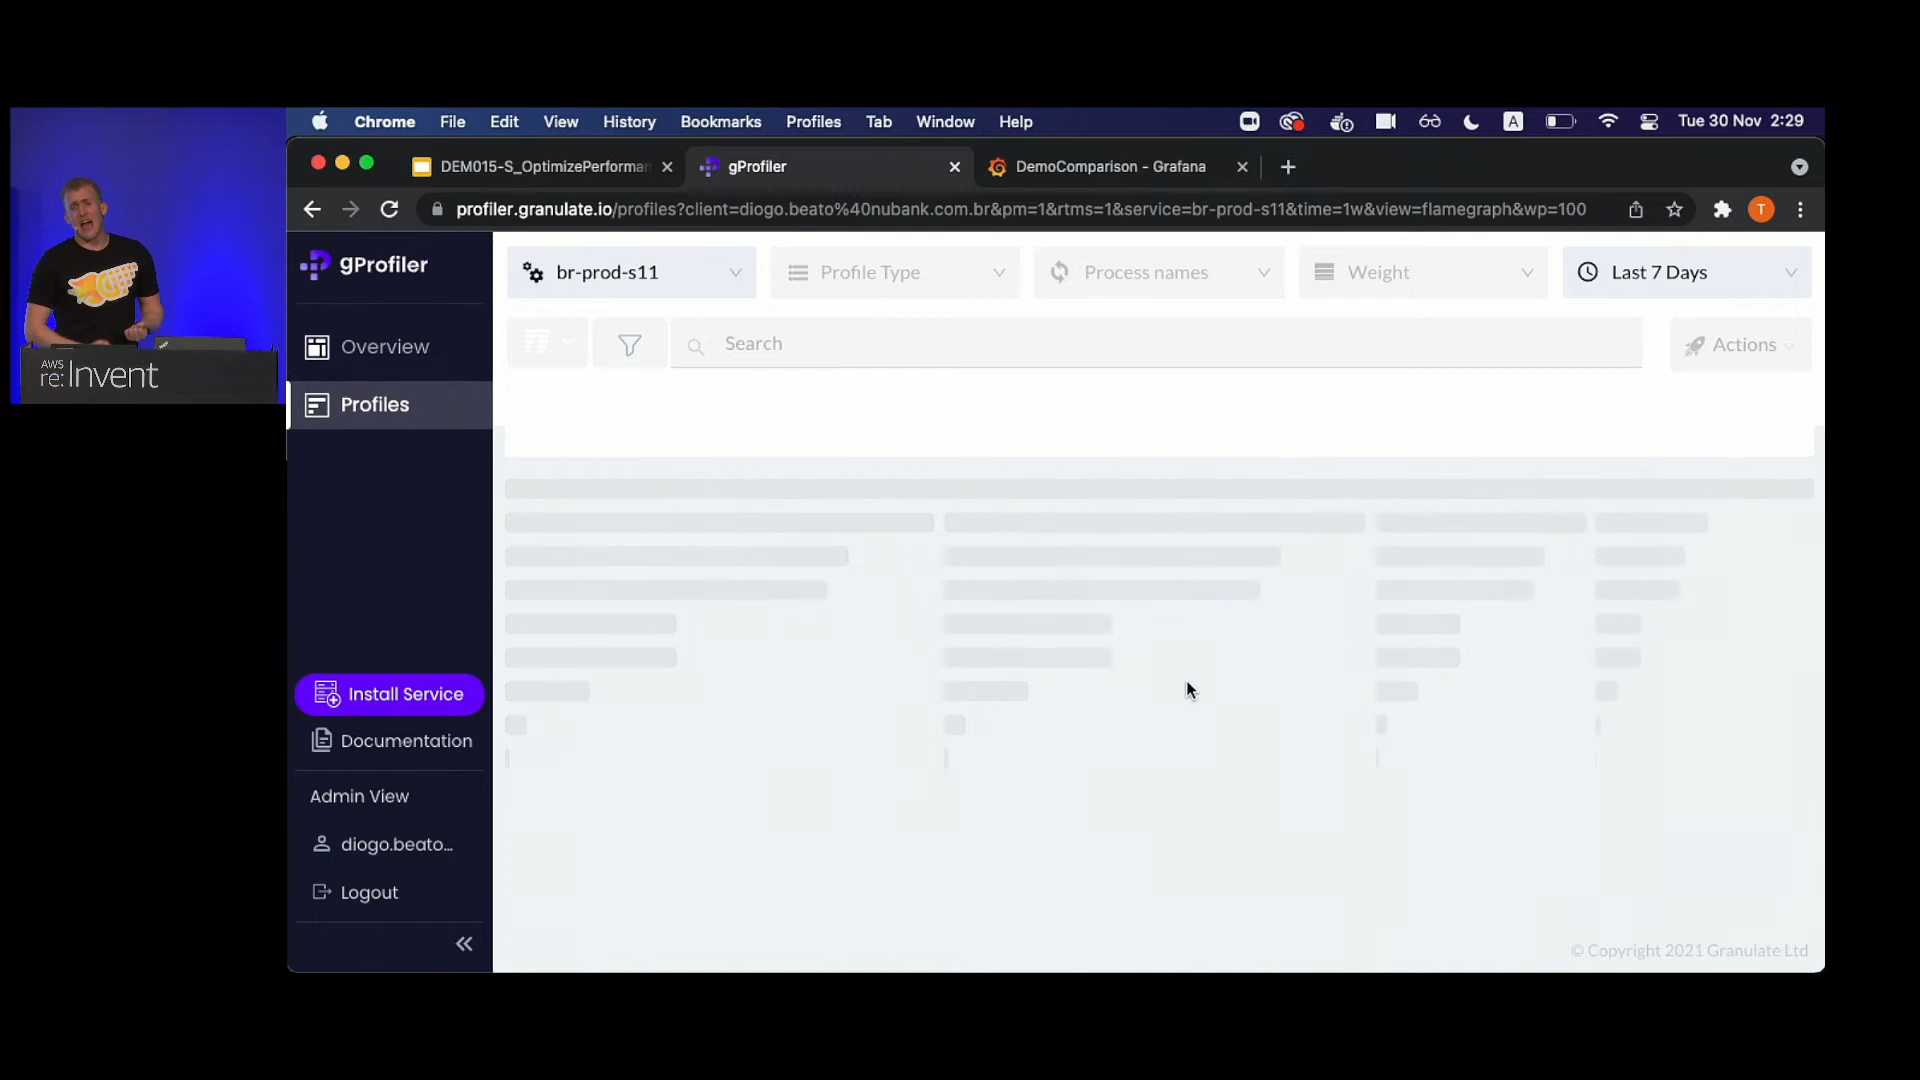 AWS
re:Invent
Chrome File Edit View History Bookmarks Profiles Tab Window Help A Tue 30 Nov 2:29
DEM015-S_OptimizePerforman gProfiler DemoComparison - Grafana
profiler.granulate.io/profiles?client=diogo.beato%40nubank.com.br&pm=1&rtms=1&service=br-prod-s11&time=1w&view=flamegraph&wp=100 T
gProfiler
br-prod-s11 Profile Type Process names Weight Last 7 Days
Overview
Search Actions
Profiles
Install Service
Documentation
Admin View
diogo.beato...
Logout
© Copyright 2021 Granulate Ltd